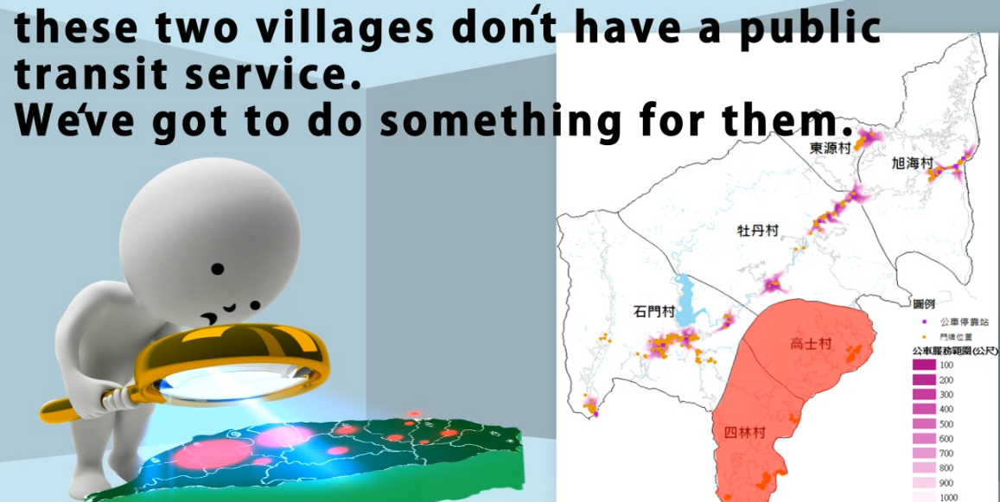 these two villages don't have a public
transit service.
We've got to do something for them.
東源村
旭海村
牡丹村
石門村
高士村
四林村
圖例
公車停靠站
門牌位置
公車服務範圍(公尺)
100
200
300
400
500
600
700
800
900
1000